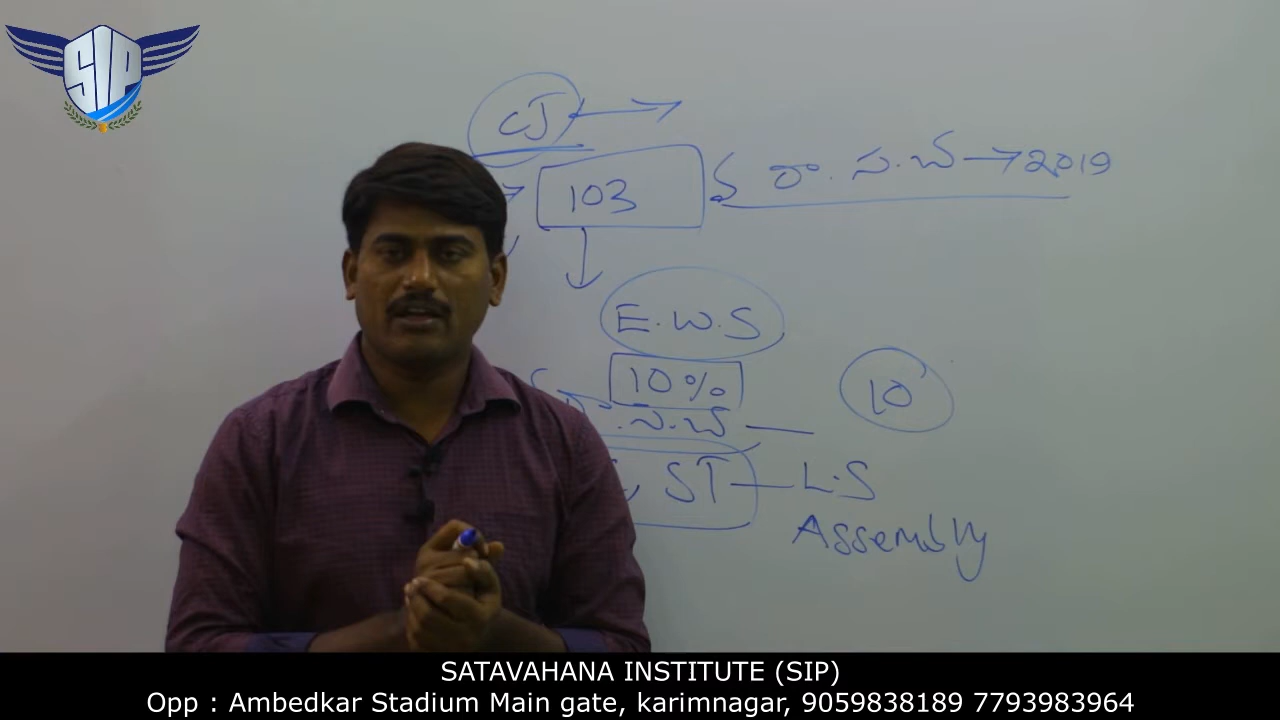 SIP
CJ
103 వ రా. స. చ → 2019
E.W.S
10%
10
రా. స. చ
ST — L.S
Assembly
SATAVAHANA INSTITUTE (SIP)
Opp : Ambedkar Stadium Main gate, karimnagar, 9059838189 7793983964